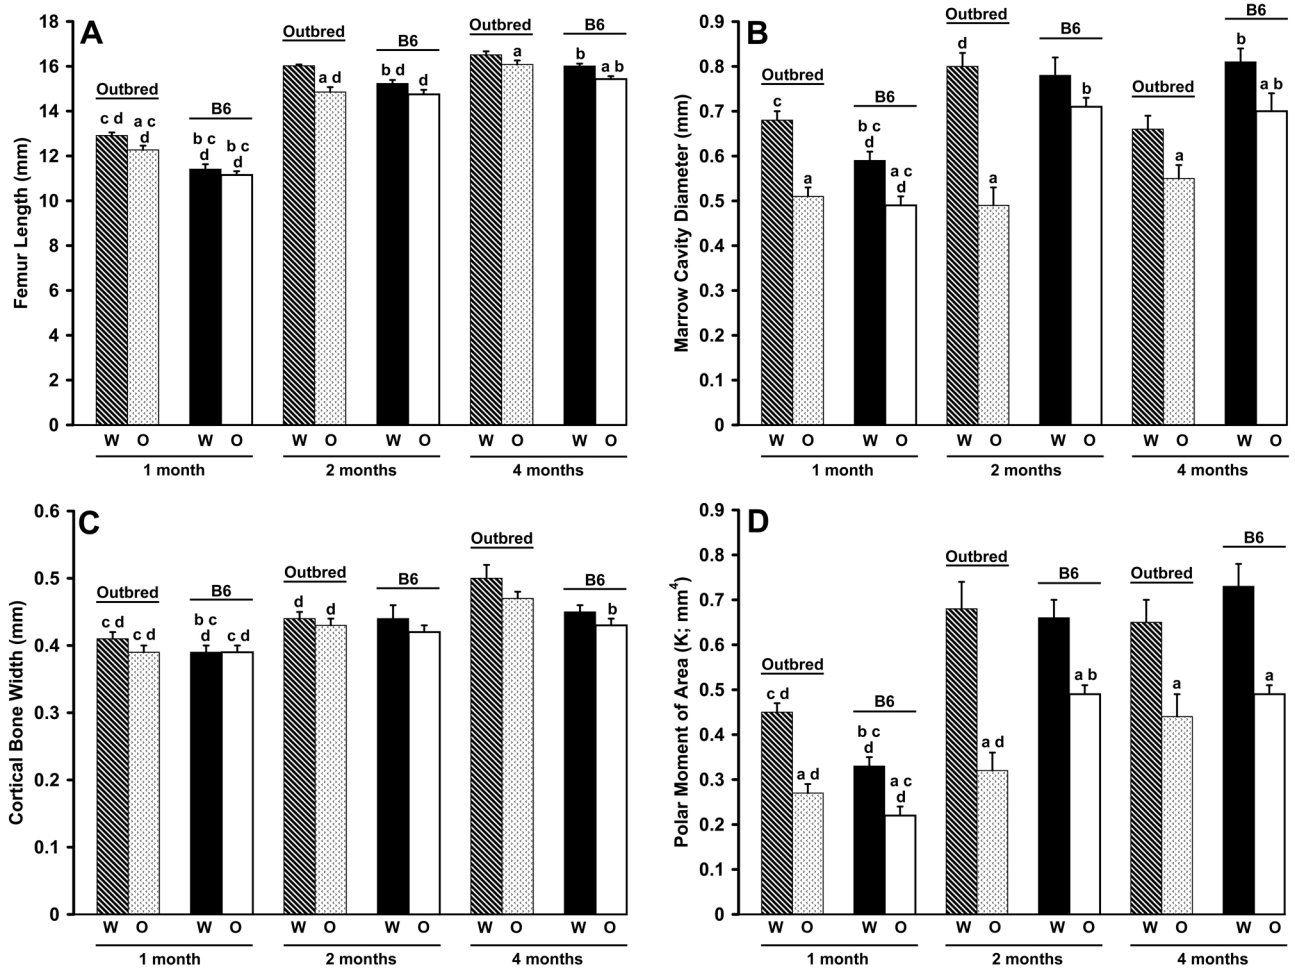 A
Femur Length (mm)
18
16
14
12
10
8
6
4
2
0
Outbred
c d
a c
d
B6
b c
d
b c
d
Outbred
a d
B6
b d
d
Outbred
a
B6
b
a b
W O W O W O W O W O W O
1 month 2 months 4 months
B
Marrow Cavity Diameter (mm)
0.9
0.8
0.7
0.6
0.5
0.4
0.3
0.2
0.1
0
Outbred
c
a
B6
b c
d
a c
d
Outbred
d
B6
b
Outbred
a
B6
b
a b
W O W O W O W O W O W O
1 month 2 months 4 months
C
Cortical Bone Width (mm)
0.6
0.5
0.4
0.3
0.2
0.1
0
Outbred
c d
c d
B6
b c
d
c d
Outbred
d
d
B6
Outbred
B6
b
W O W O W O W O W O W O
1 month 2 months 4 months
D
Polar Moment of Area (K; mm⁴)
0.9
0.8
0.7
0.6
0.5
0.4
0.3
0.2
0.1
0
Outbred
c d
a d
B6
b c
d
a c
d
Outbred
a d
B6
a b
Outbred
a
B6
a
W O W O W O W O W O W O
1 month 2 months 4 months